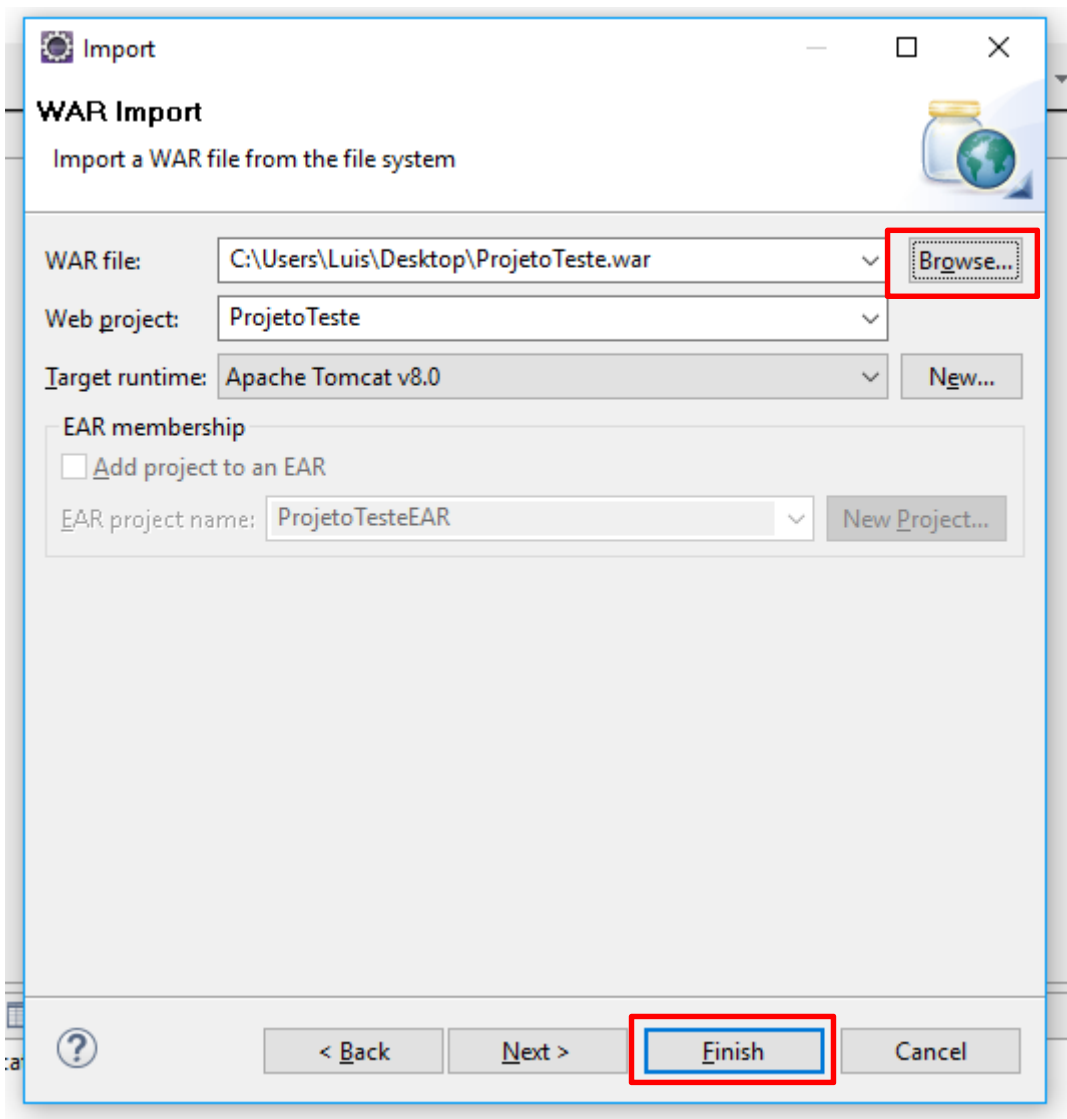 Import
WAR Import
Import a WAR file from the file system
WAR file: C:\Users\Luis\Desktop\ProjetoTeste.war Browse...
Web project: ProjetoTeste
Target runtime: Apache Tomcat v8.0 New...
EAR membership
Add project to an EAR
EAR project name: ProjetoTesteEAR New Project...
? < Back Next > Finish Cancel